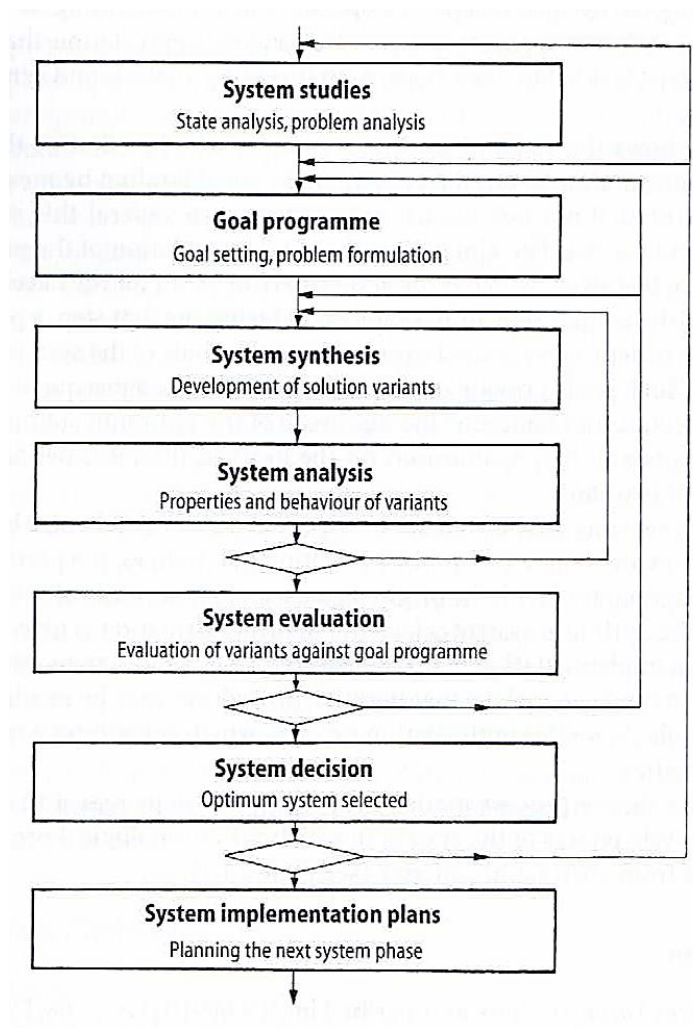 System studies
State analysis, problem analysis
Goal programme
Goal setting, problem formulation
System synthesis
Development of solution variants
System analysis
Properties and behaviour of variants
System evaluation
Evaluation of variants against goal programme
System decision
Optimum system selected
System implementation plans
Planning the next system phase